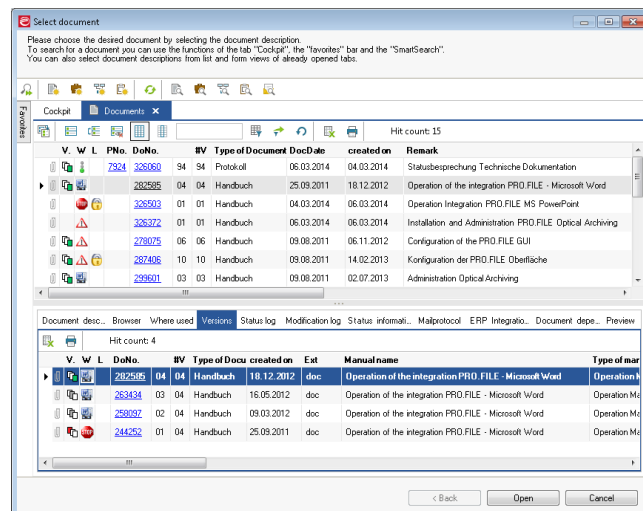 Select document
Please choose the desired document by selecting the document description.
To search for a document you can use the functions of the tab "Cockpit", the "favorites" bar and the "SmartSearch".
You can also select document descriptions from list and form views of already opened tabs.
Favorites
Cockpit Documents
Hit count: 15
V. W L PNo. DoNo. #V Type of Document DocDate created on Remark
7924 326060 94 94 Protokoll 06.03.2014 04.03.2014 Statusbesprechung Technische Dokumentation
282585 04 04 Handbuch 25.09.2011 18.12.2012 Operation of the integration PRO.FILE - Microsoft Word
326503 01 01 Handbuch 04.03.2014 06.03.2014 Operation Integration PRO.FILE MS PowerPoint
326372 01 01 Handbuch 06.03.2014 06.03.2014 Installation and Administration PRO.FILE Optical Archiving
278075 06 06 Handbuch 09.08.2011 06.11.2012 Configuration of the PRO.FILE GUI
287406 10 10 Handbuch 09.08.2011 14.02.2013 Konfiguration der PRO.FILE Oberfläche
299601 03 03 Handbuch 09.08.2011 02.07.2013 Administration Optical Archiving
Document desc... Browser Where used Versions Status log Modification log Status informati... Mailprotocol ERP Integratio... Document depe... Preview
Hit count: 4
V. W L DoNo. #V Type of Docu created on Ext Manual name Type of mar
282585 04 04 Handbuch 18.12.2012 doc Operation of the integration PRO.FILE - Microsoft Word Operation M
263434 03 04 Handbuch 16.05.2012 doc Operation of the integration PRO.FILE - Microsoft Word Operation Ma
258097 02 04 Handbuch 09.03.2012 doc Operation of the integration PRO.FILE - Microsoft Word Operation Ma
244252 01 04 Handbuch 25.09.2011 doc Operation of the integration PRO.FILE - Microsoft Word Operation Ma
< Back Open Cancel